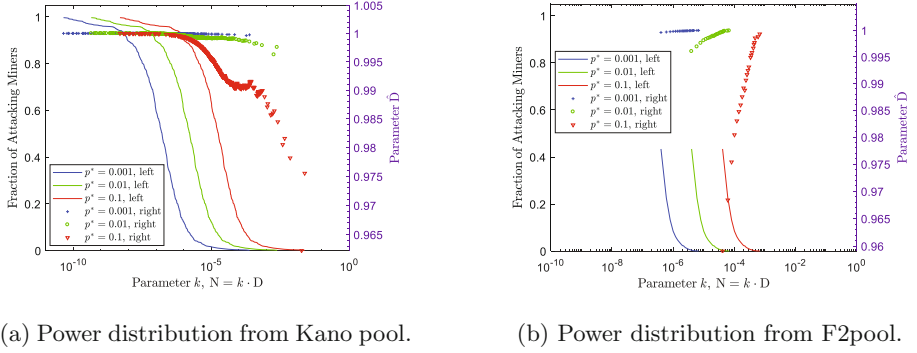 Fraction of Attacking Miners
1
0.8
0.6
0.4
0.2
0
p* = 0.001, left
p* = 0.01, left
p* = 0.1, left
p* = 0.001, right
p* = 0.01, right
p* = 0.1, right
10^-10
10^-5
10^0
Parameter k, N = k · D
1.005
1
0.995
0.99
0.985
0.98
0.975
0.97
0.965
Parameter D̂
(a) Power distribution from Kano pool.
Fraction of Attacking Miners
1
0.8
0.6
0.4
0.2
0
p* = 0.001, left
p* = 0.01, left
p* = 0.1, left
p* = 0.001, right
p* = 0.01, right
p* = 0.1, right
10^-10
10^-8
10^-6
10^-4
10^-2
10^0
Parameter k, N = k · D
1
0.995
0.99
0.985
0.98
0.975
0.97
0.965
0.96
Parameter D̂
(b) Power distribution from F2pool.